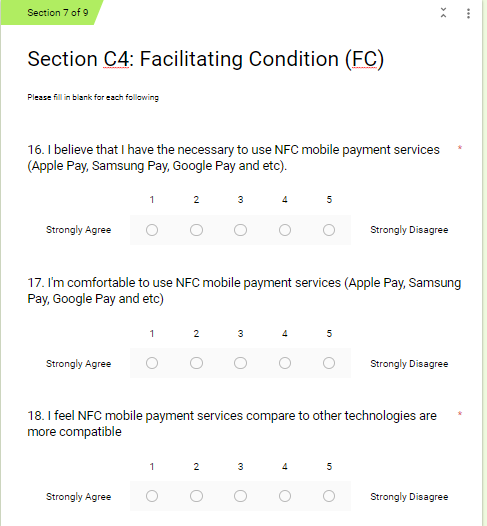 Section 7 of 9
Section C4: Facilitating Condition (FC)
Please fill in blank for each following
16. I believe that I have the necessary to use NFC mobile payment services *
(Apple Pay, Samsung Pay, Google Pay and etc).
1 2 3 4 5
Strongly Agree Strongly Disagree
17. I'm comfortable to use NFC mobile payment services (Apple Pay, Samsung
Pay, Google Pay and etc)
1 2 3 4 5
Strongly Agree Strongly Disagree
18. I feel NFC mobile payment services compare to other technologies are *
more compatible
1 2 3 4 5
Strongly Agree Strongly Disagree